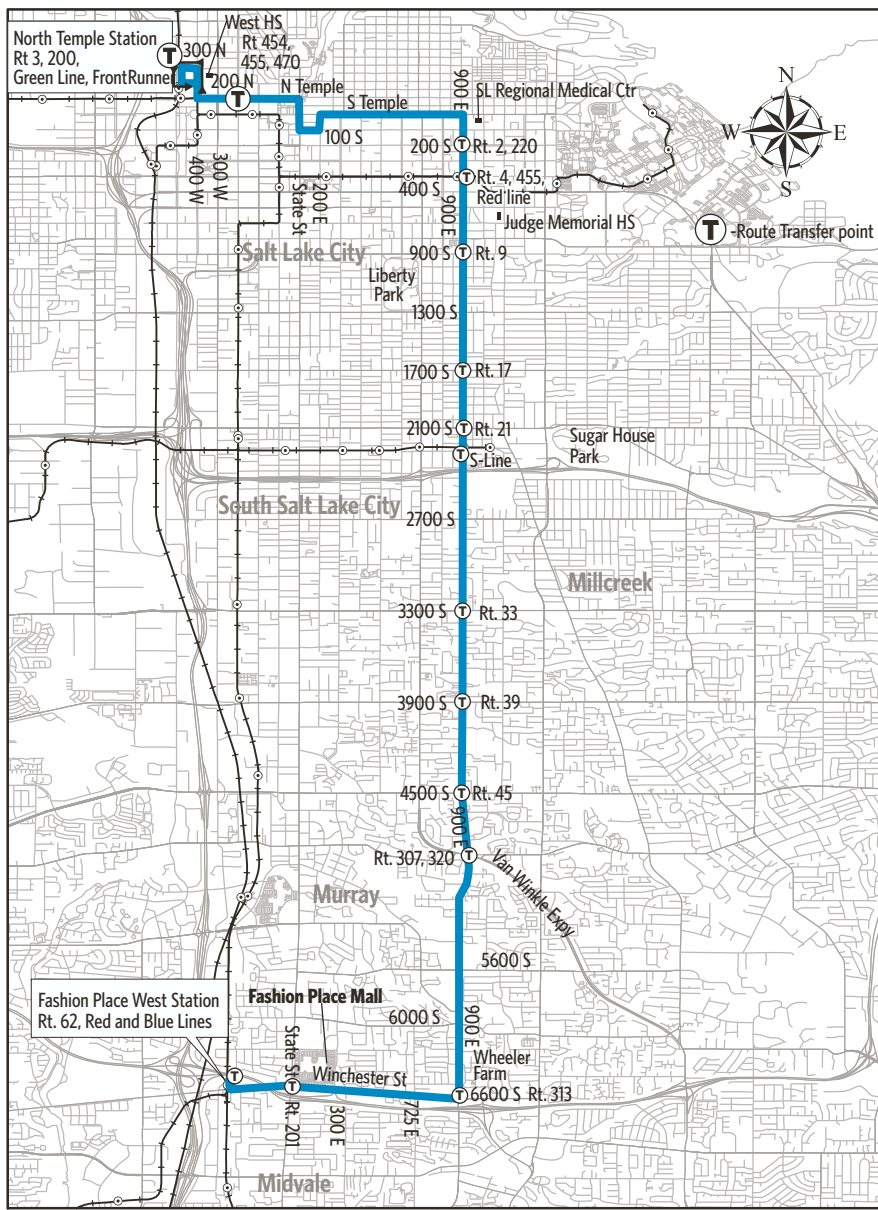 North Temple Station
Rt 3, 200,
Green Line, FrontRunner
T
300 N
200 N
West HS
Rt 454,
455, 470
N Temple
T
S Temple
100 S
900 E
SL Regional Medical Ctr
N
W
E
S
200 S
T
Rt. 2, 220
400 W
300 W
State St
200 E
400 S
T
Rt. 4, 455,
Red line
900 E
Judge Memorial HS
T
-Route Transfer point
Salt Lake City
900 S
T
Rt. 9
Liberty
Park
1300 S
1700 S
T
Rt. 17
2100 S
T
Rt. 21
T
S-Line
Sugar House
Park
South Salt Lake City
2700 S
Millcreek
3300 S
T
Rt. 33
3900 S
T
Rt. 39
4500 S
T
Rt. 45
900 E
Rt. 307, 320
T
Van Winkle Expy
Murray
5600 S
Fashion Place West Station
Rt. 62, Red and Blue Lines
Fashion Place Mall
6000 S
900 E
T
State St
T
Rt. 201
Winchester St
300 E
725 E
Wheeler
Farm
T
6600 S Rt. 313
Midvale